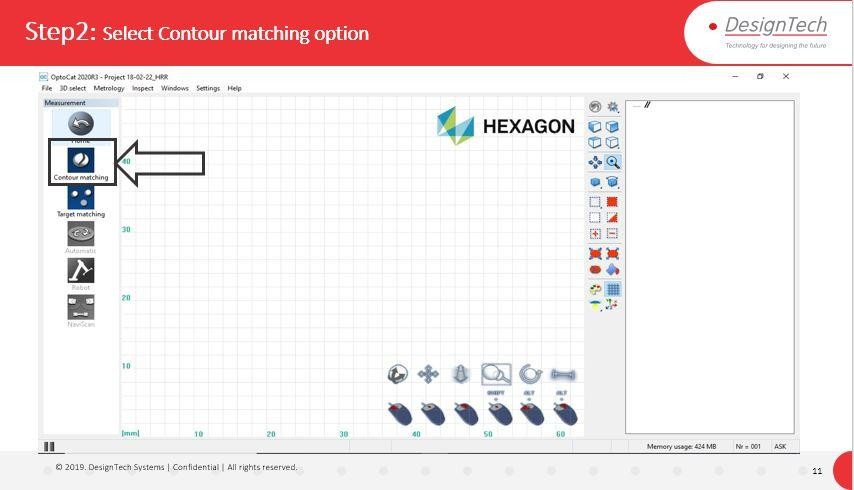 Step2: Select Contour matching option
DesignTech
Technology for designing the future
OptoCat 2020R3 - Project 18-02-22_HRR
File 3D select Metrology Inspect Windows Settings Help
Measurement
Home
Contour matching
Target matching
Automatic
Robot
NaviScan
HEXAGON
40
30
20
10
[mm] 10 20 30 40 50 60
SHIFT ALT ALT
Memory usage: 424 MB Nr = 001 ASK
© 2019. DesignTech Systems | Confidential | All rights reserved.
11